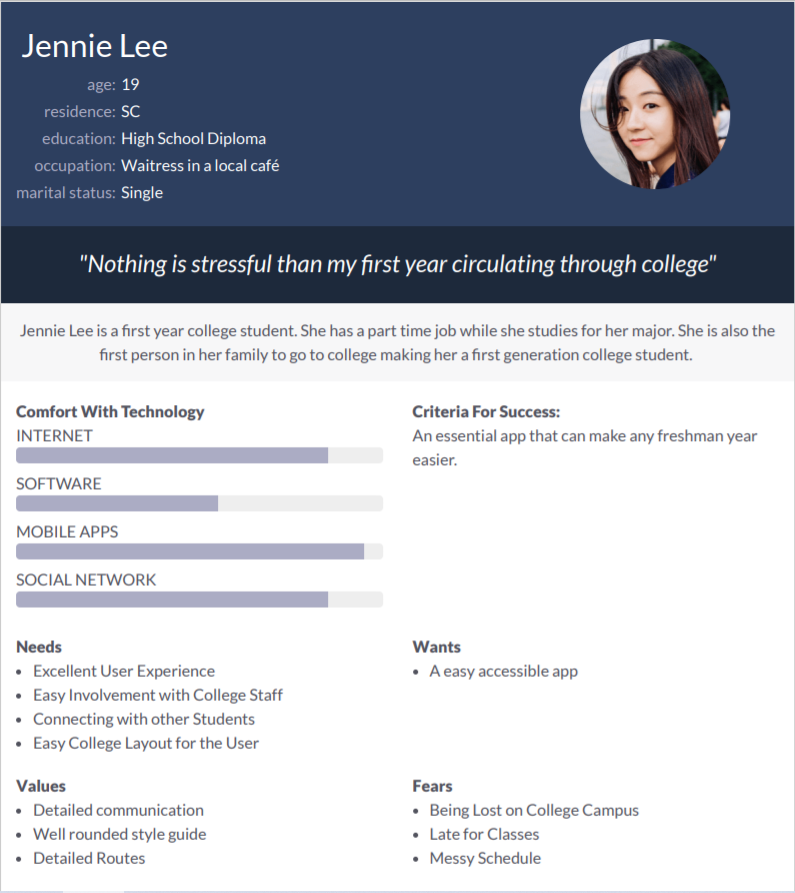 Jennie Lee
age: 19
residence: SC
education: High School Diploma
occupation: Waitress in a local café
marital status: Single
"Nothing is stressful than my first year circulating through college"
Jennie Lee is a first year college student. She has a part time job while she studies for her major. She is also the
first person in her family to go to college making her a first generation college student.
Comfort With Technology
INTERNET
SOFTWARE
MOBILE APPS
SOCIAL NETWORK
Criteria For Success:
An essential app that can make any freshman year
easier.
Needs
• Excellent User Experience
• Easy Involvement with College Staff
• Connecting with other Students
• Easy College Layout for the User
Wants
• A easy accessible app
Values
• Detailed communication
• Well rounded style guide
• Detailed Routes
Fears
• Being Lost on College Campus
• Late for Classes
• Messy Schedule